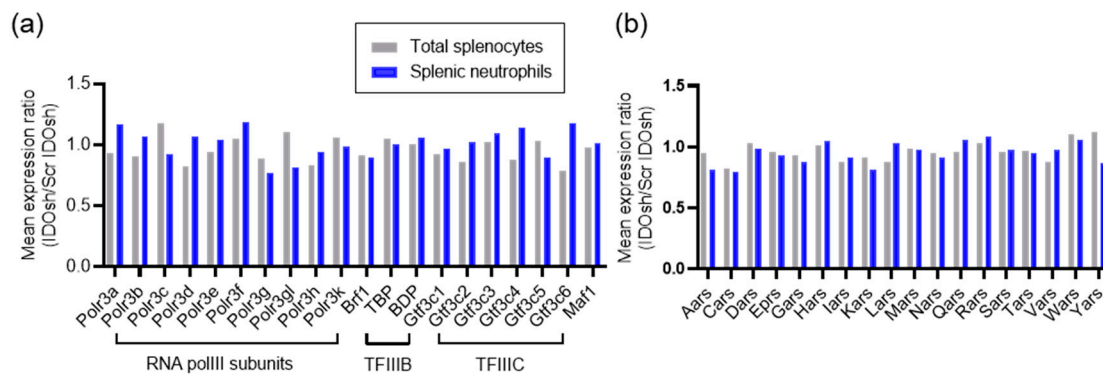 (a)
Total splenocytes
Splenic neutrophils
Mean expression ratio
(IDOsh/Scr IDOsh)
1.5
1.0
0.5
0.0
Polr3a
Polr3b
Polr3c
Polr3d
Polr3e
Polr3f
Polr3g
Polr3gl
Polr3h
Polr3k
Brf1
TBP
BDP
Gtf3c1
Gtf3c2
Gtf3c3
Gtf3c4
Gtf3c5
Gtf3c6
Maf1
RNA polIII subunits
TFIIIB
TFIIIC
(b)
Mean expression ratio
(IDOsh/Scr IDOsh)
1.5
1.0
0.5
0.0
Aars
Cars
Dars
Eprs
Gars
Hars
Iars
Kars
Lars
Mars
Nars
Qars
Rars
Sars
Tars
Vars
Wars
Yars